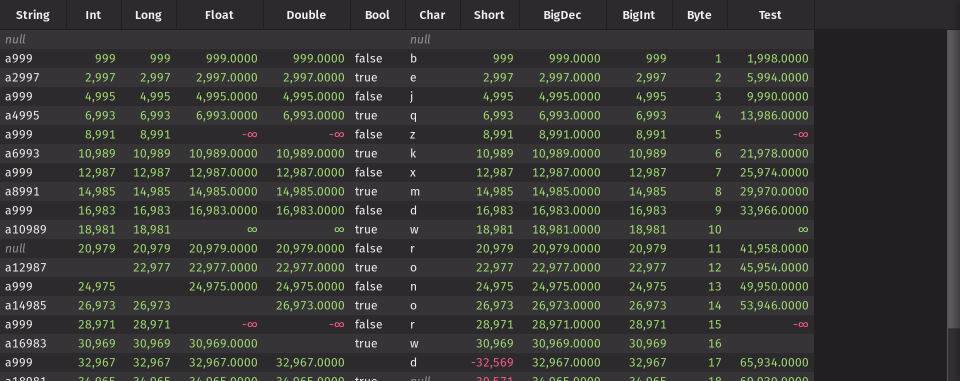 String Int Long Float Double Bool Char Short BigDec BigInt Byte Test
null null
a999 999 999 999.0000 999.0000 false b 999 999.0000 999 1 1,998.0000
a2997 2,997 2,997 2,997.0000 2,997.0000 true e 2,997 2,997.0000 2,997 2 5,994.0000
a999 4,995 4,995 4,995.0000 4,995.0000 false j 4,995 4,995.0000 4,995 3 9,990.0000
a4995 6,993 6,993 6,993.0000 6,993.0000 true q 6,993 6,993.0000 6,993 4 13,986.0000
a999 8,991 8,991 -∞ -∞ false z 8,991 8,991.0000 8,991 5 -∞
a6993 10,989 10,989 10,989.0000 10,989.0000 true k 10,989 10,989.0000 10,989 6 21,978.0000
a999 12,987 12,987 12,987.0000 12,987.0000 false x 12,987 12,987.0000 12,987 7 25,974.0000
a8991 14,985 14,985 14,985.0000 14,985.0000 true m 14,985 14,985.0000 14,985 8 29,970.0000
a999 16,983 16,983 16,983.0000 16,983.0000 false d 16,983 16,983.0000 16,983 9 33,966.0000
a10989 18,981 18,981 ∞ ∞ true w 18,981 18,981.0000 18,981 10 ∞
null 20,979 20,979 20,979.0000 20,979.0000 false r 20,979 20,979.0000 20,979 11 41,958.0000
a12987 22,977 22,977.0000 22,977.0000 true o 22,977 22,977.0000 22,977 12 45,954.0000
a999 24,975 24,975.0000 24,975.0000 false n 24,975 24,975.0000 24,975 13 49,950.0000
a14985 26,973 26,973 26,973.0000 true o 26,973 26,973.0000 26,973 14 53,946.0000
a999 28,971 28,971 -∞ -∞ false r 28,971 28,971.0000 28,971 15 -∞
a16983 30,969 30,969 30,969.0000 true w 30,969 30,969.0000 30,969 16
a999 32,967 32,967 32,967.0000 32,967.0000 d -32,569 32,967.0000 32,967 17 65,934.0000